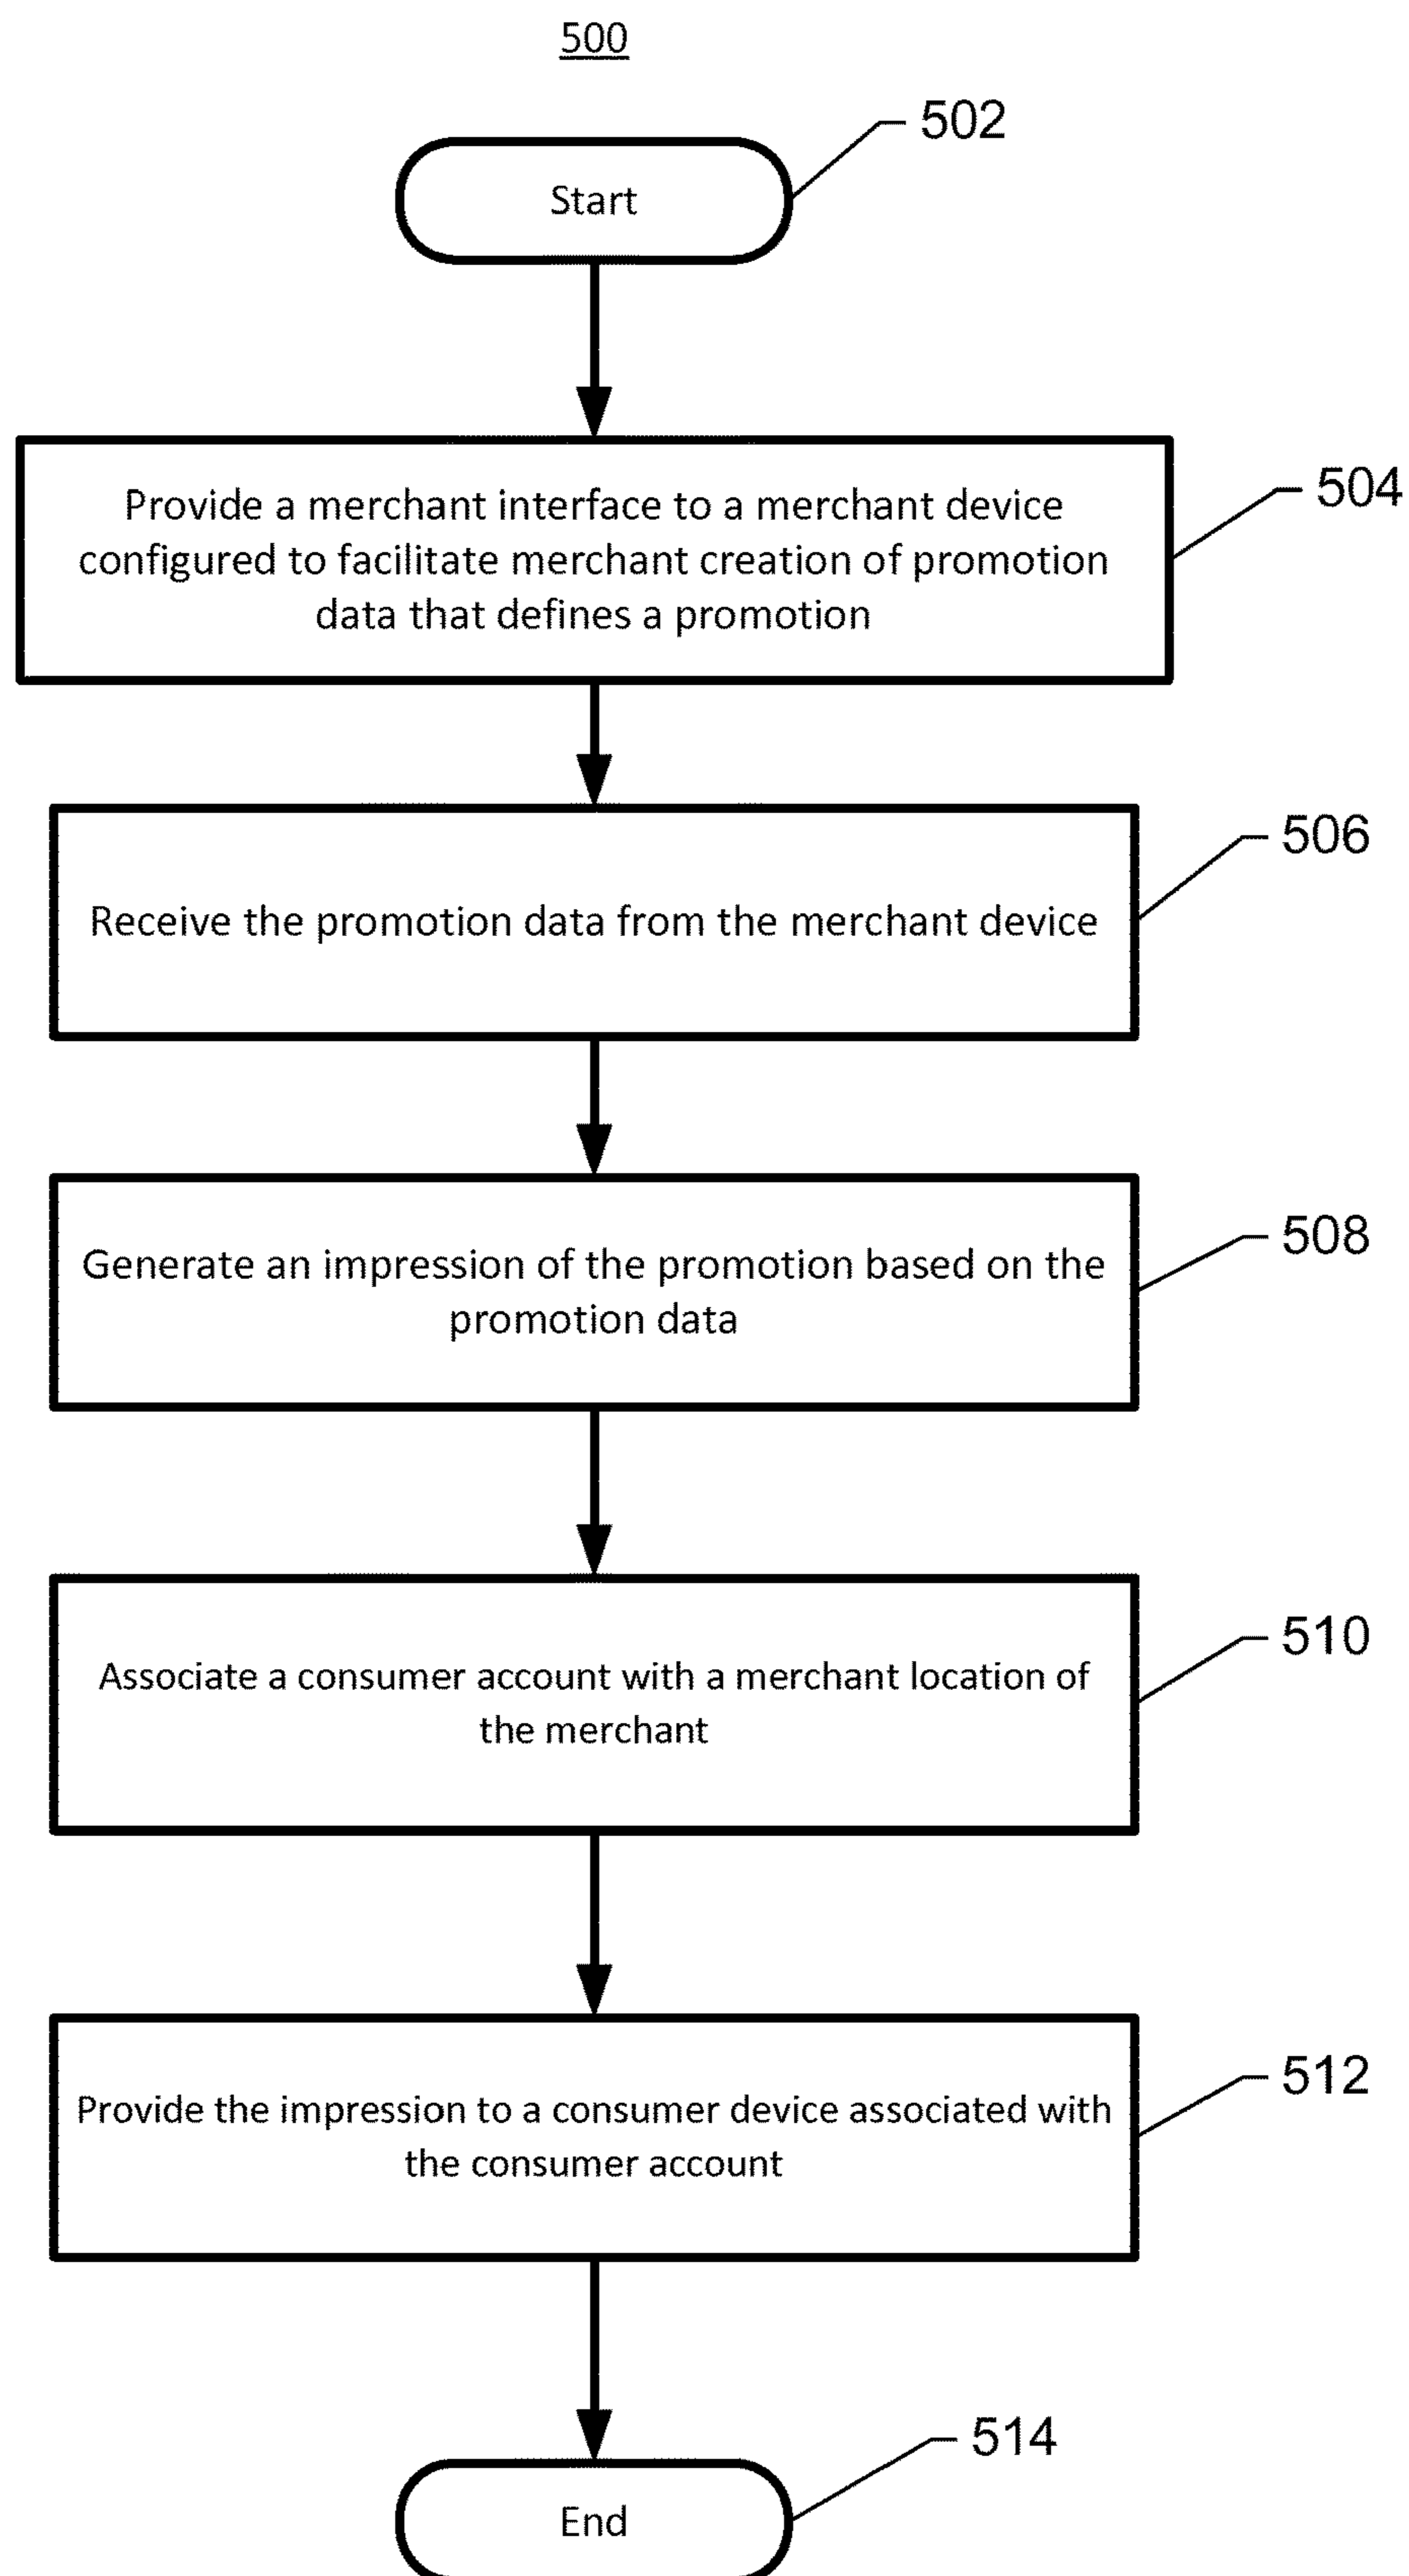 500
502
Start
504
Provide a merchant interface to a merchant device
configured to facilitate merchant creation of promotion
data that defines a promotion
506
Receive the promotion data from the merchant device
508
Generate an impression of the promotion based on the
promotion data
510
Associate a consumer account with a merchant location of
the merchant
512
Provide the impression to a consumer device associated with
the consumer account
514
End